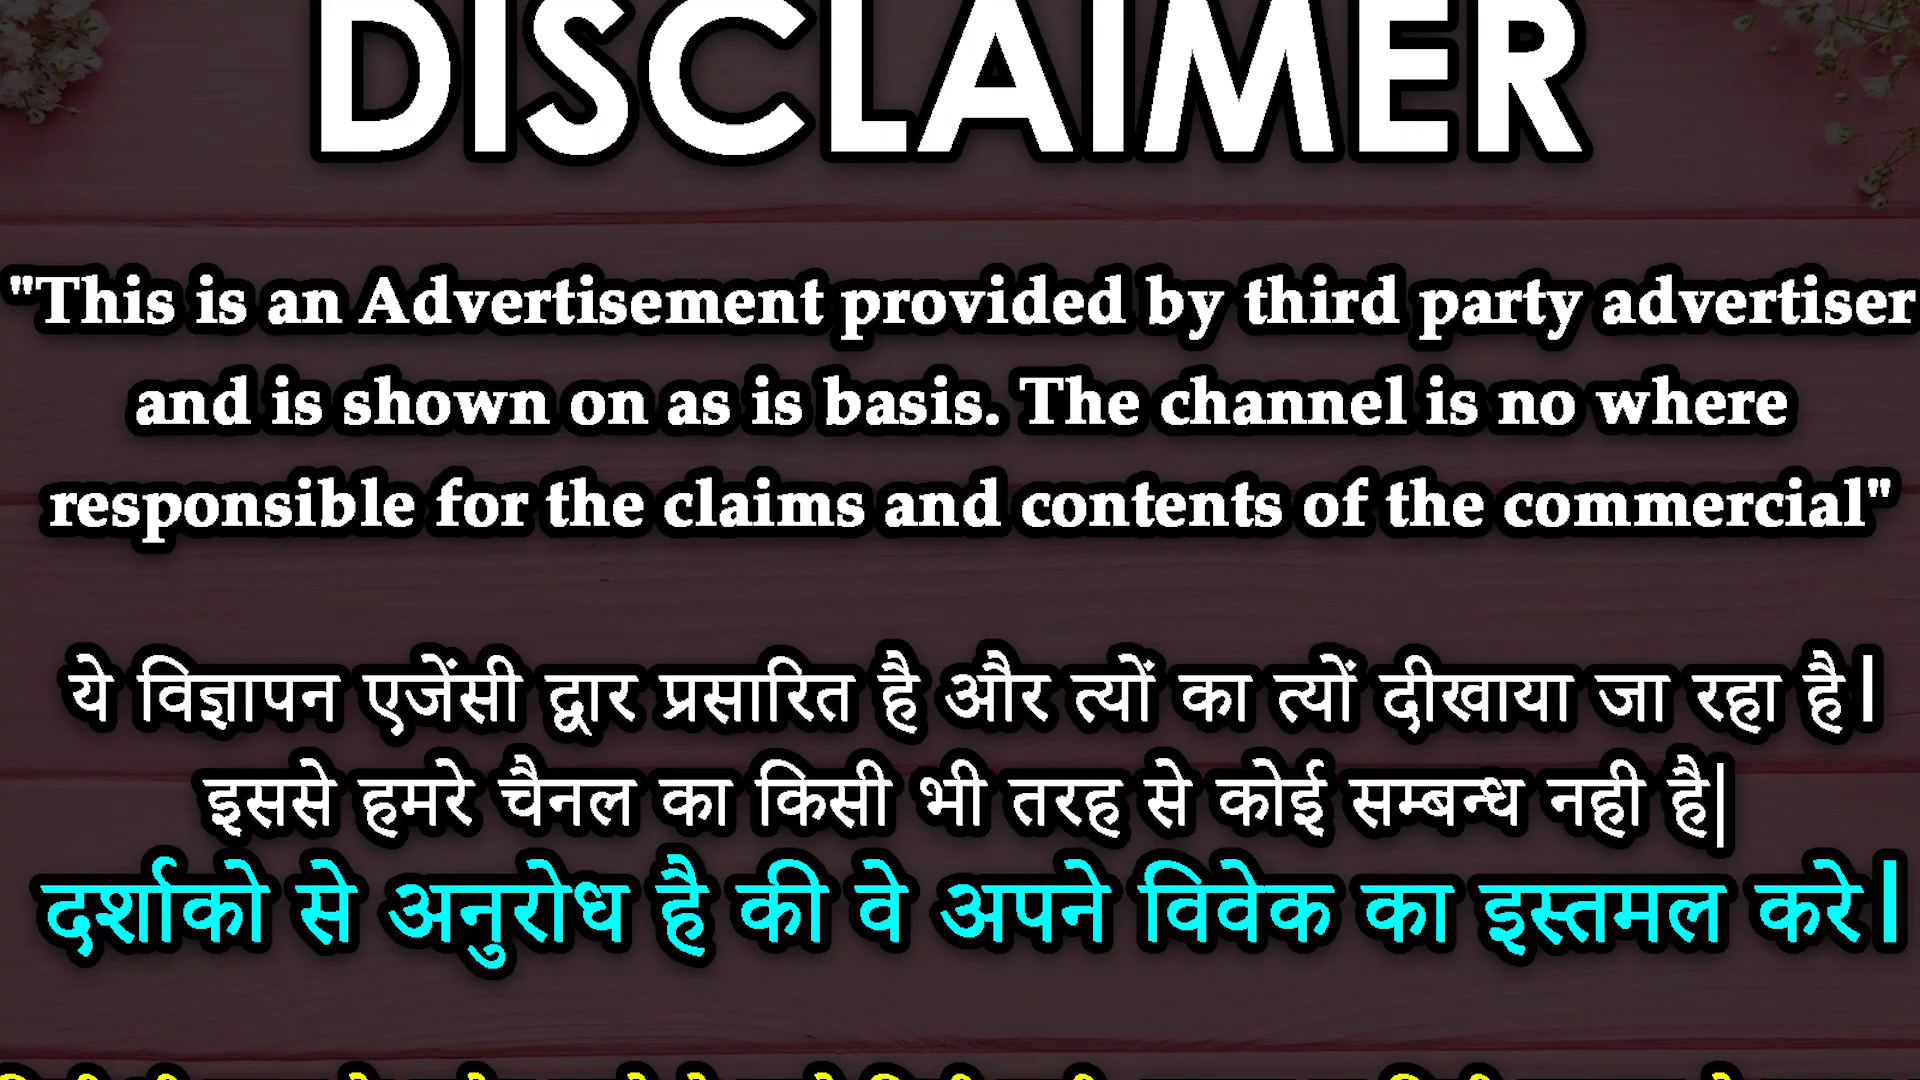 DISCLAIMER
"This is an Advertisement provided by third party advertiser
and is shown on as is basis. The channel is no where
responsible for the claims and contents of the commercial"
ये विज्ञापन एजेंसी द्वार प्रसारित है और त्यों का त्यों दीखाया जा रहा है|
इससे हमरे चैनल का किसी भी तरह से कोई सम्बन्ध नही है|
दर्शाको से अनुरोध है की वे अपने विवेक का इस्तमल करे|